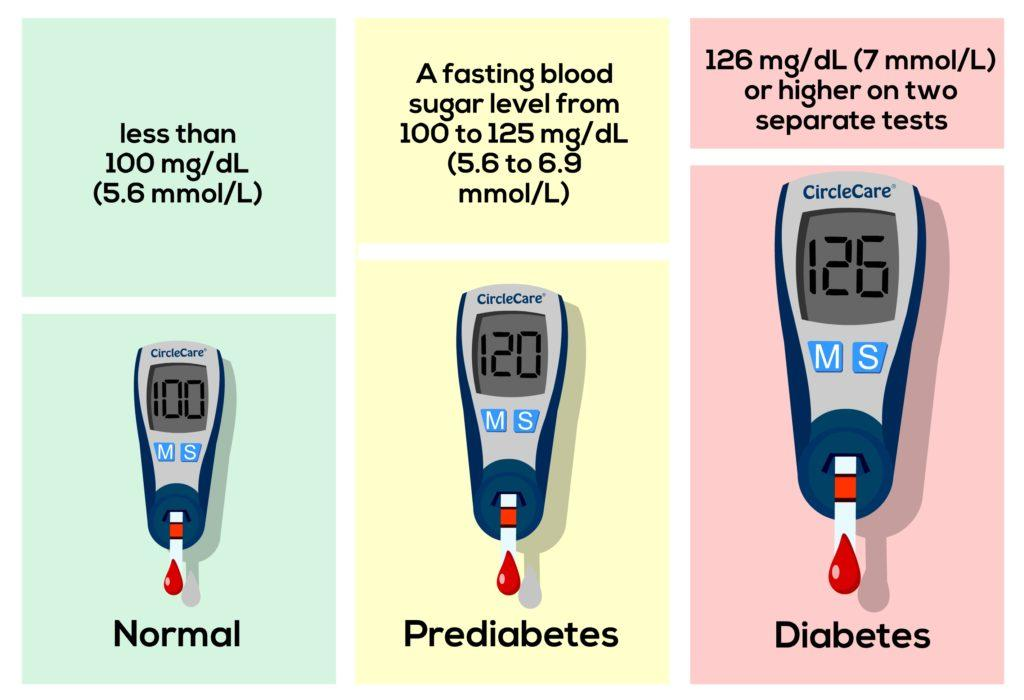 less than
100 mg/dL
(5.6 mmol/L)
CircleCare®
100
M S
Normal
A fasting blood
sugar level from
100 to 125 mg/dL
(5.6 to 6.9
mmol/L)
CircleCare®
120
M S
Prediabetes
126 mg/dL (7 mmol/L)
or higher on two
separate tests
CircleCare®
126
M S
Diabetes